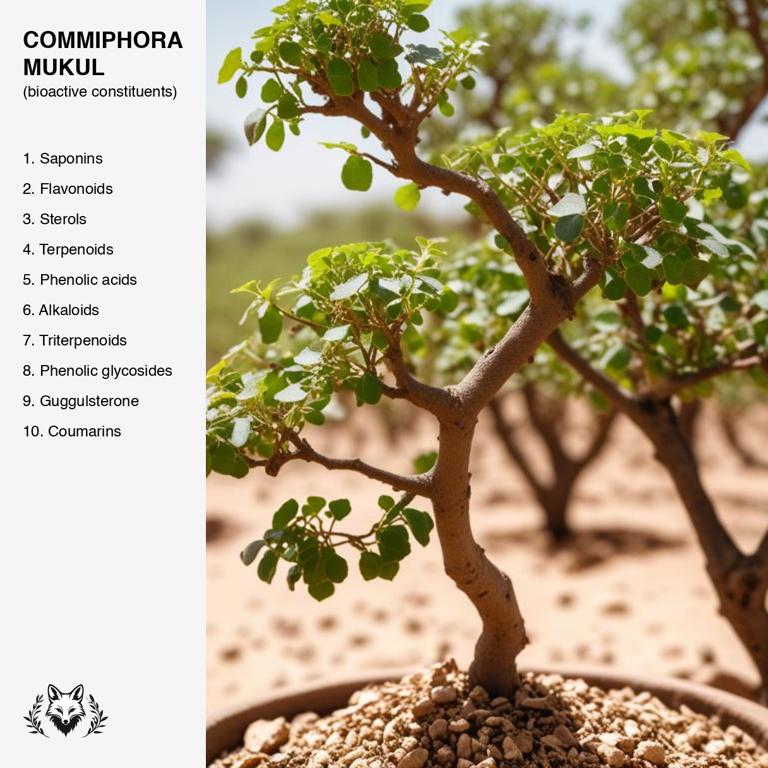 COMMIPHORA
MUKUL
(bioactive constituents)
1. Saponins
2. Flavonoids
3. Sterols
4. Terpenoids
5. Phenolic acids
6. Alkaloids
7. Triterpenoids
8. Phenolic glycosides
9. Guggulsterone
10. Coumarins